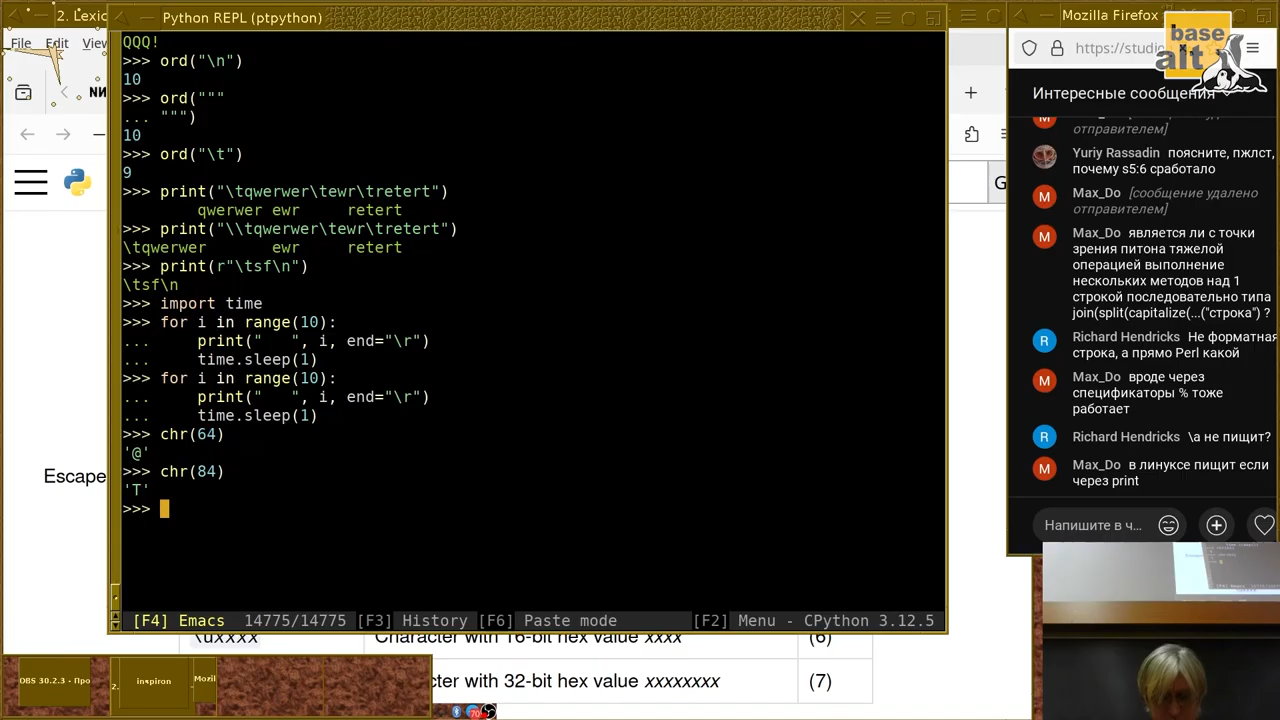 2. Lexic
Python REPL (ptpython)
Mozilla Firefox
File Edit View
QQQ!
>>> ord("\n")
10
>>> ord("""
... """)
10
>>> ord("\t")
9
>>> print("\tqwerwer\tewr\tretert")
        qwerwer ewr     retert
>>> print("\\tqwerwer\tewr\tretert")
\tqwerwer       ewr     retert
>>> print(r"\tsf\n")
\tsf\n
>>> import time
>>> for i in range(10):
...     print("   ", i, end="\r")
...     time.sleep(1)
>>> for i in range(10):
...     print("   ", i, end="\r")
...     time.sleep(1)
>>> chr(64)
'@'
>>> chr(84)
'T'
>>>
[F4] Emacs 14775/14775 [F3] History [F6] Paste mode [F2] Menu - CPython 3.12.5
Escape
G
\uxxxx Character with 16-bit hex value xxxx (6)
cter with 32-bit hex value xxxxxxxx (7)
OBS 30.2.3 - Про
2.
inspiron
Mozil
70
https://studio
base
alt
Интересные сообщения
отправителем]
Yuriy Rassadin поясните, пжлст,
почему s5:6 сработало
Max_Do [сообщение удалено
отправителем]
Max_Do является ли с точки
зрения питона тяжелой
операцией выполнение
нескольких методов над 1
строкой последовательно типа
join(split(capitalize(...("строка") ?
Richard Hendricks Не форматная
строка, а прямо Perl какой
Max_Do вроде через
спецификаторы % тоже
работает
Richard Hendricks \a не пищит?
Max_Do в линуксе пищит если
через print
Напишите в ч...